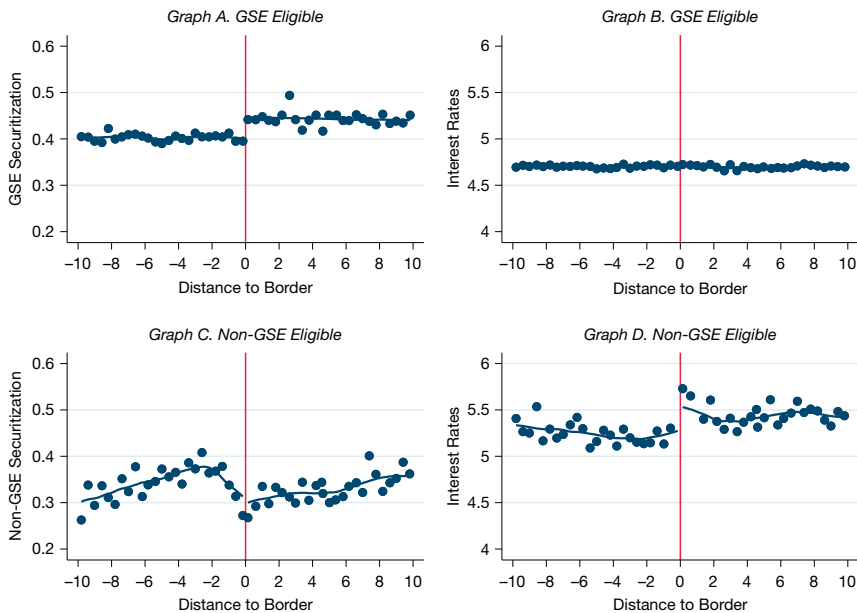 Graph A. GSE Eligible
GSE Securitization
0.6
0.5
0.4
0.3
0.2
−10 −8 −6 −4 −2 0 2 4 6 8 10
Distance to Border
Graph B. GSE Eligible
Interest Rates
6
5.5
5
4.5
4
−10 −8 −6 −4 −2 0 2 4 6 8 10
Distance to Border
Graph C. Non-GSE Eligible
Non-GSE Securitization
0.6
0.5
0.4
0.3
0.2
−10 −8 −6 −4 −2 0 2 4 6 8 10
Distance to Border
Graph D. Non-GSE Eligible
Interest Rates
6
5.5
5
4.5
4
−10 −8 −6 −4 −2 0 2 4 6 8 10
Distance to Border